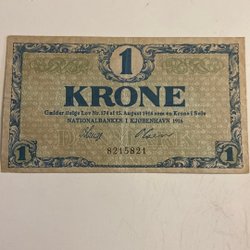 1
KRONE
Gælder ifølge Lov Nr. 174 af 12. August 1914 som en Krone i Sølv
NATIONALBANKEN I KJØBENHAVN 1916
8215821
1 1